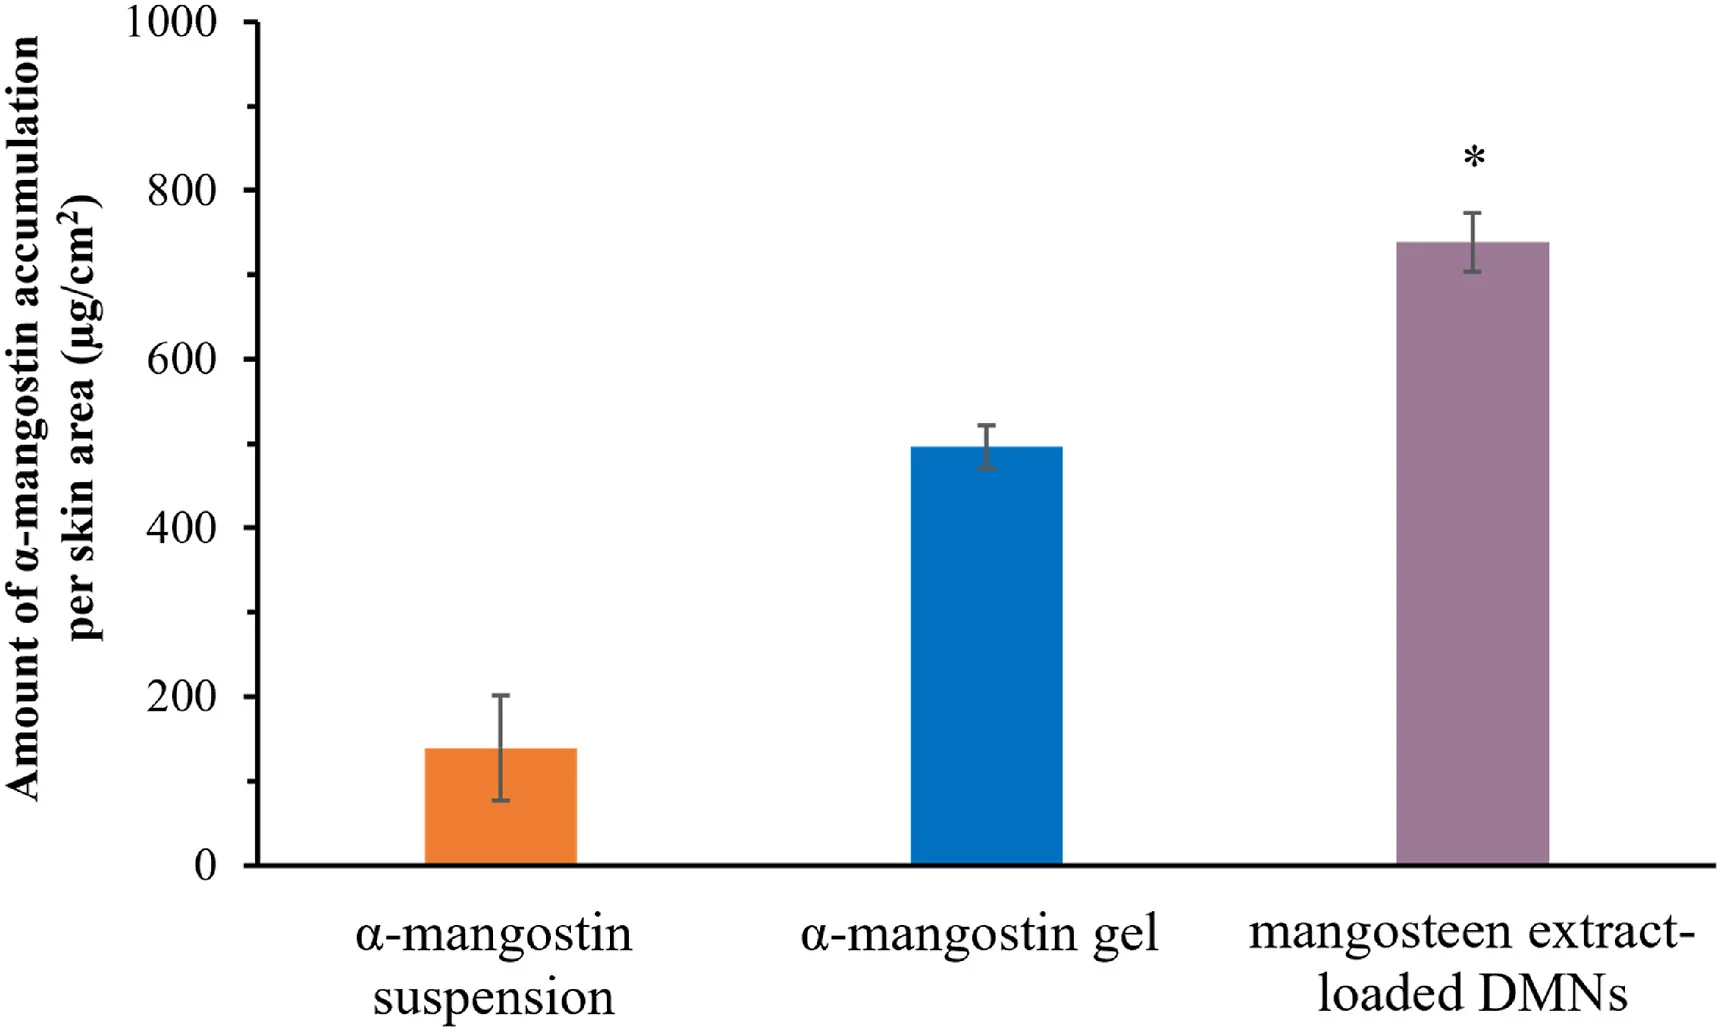 Amount of α-mangostin accumulation
per skin area (µg/cm²)
1000
800
600
400
200
0
*
α-mangostin
suspension
α-mangostin gel
mangosteen extract-
loaded DMNs